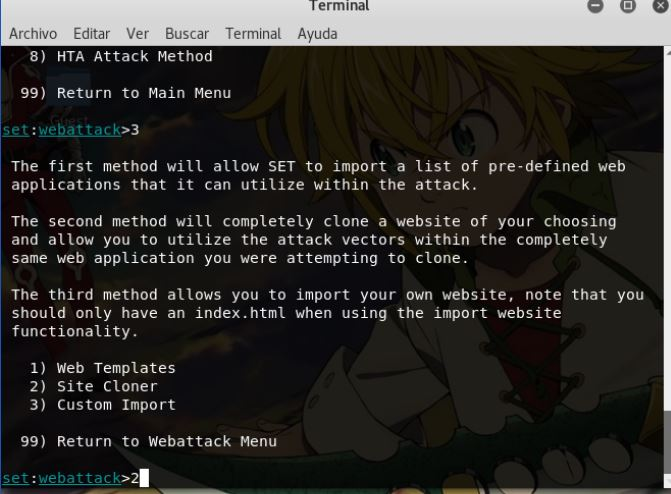 Terminal
Archivo Editar Ver Buscar Terminal Ayuda
8) HTA Attack Method
99) Return to Main Menu
set:webattack>3
The first method will allow SET to import a list of pre-defined web
applications that it can utilize within the attack.
The second method will completely clone a website of your choosing
and allow you to utilize the attack vectors within the completely
same web application you were attempting to clone.
The third method allows you to import your own website, note that you
should only have an index.html when using the import website
functionality.
1) Web Templates
2) Site Cloner
3) Custom Import
99) Return to Webattack Menu
set:webattack>2